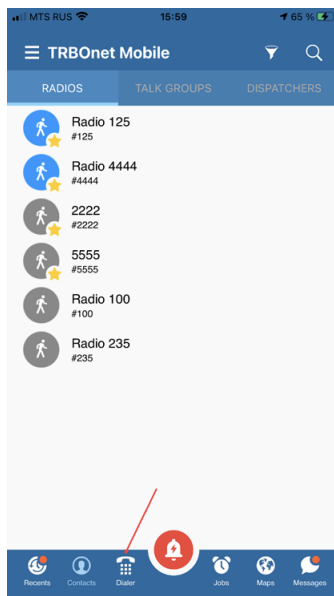 MTS RUS 15:59 65 %
TRBOnet Mobile
RADIOS TALK GROUPS DISPATCHERS
Radio 125
#125
Radio 4444
#4444
2222
#2222
5555
#5555
Radio 100
#100
Radio 235
#235
Recents Contacts Dialer Jobs Maps Messages